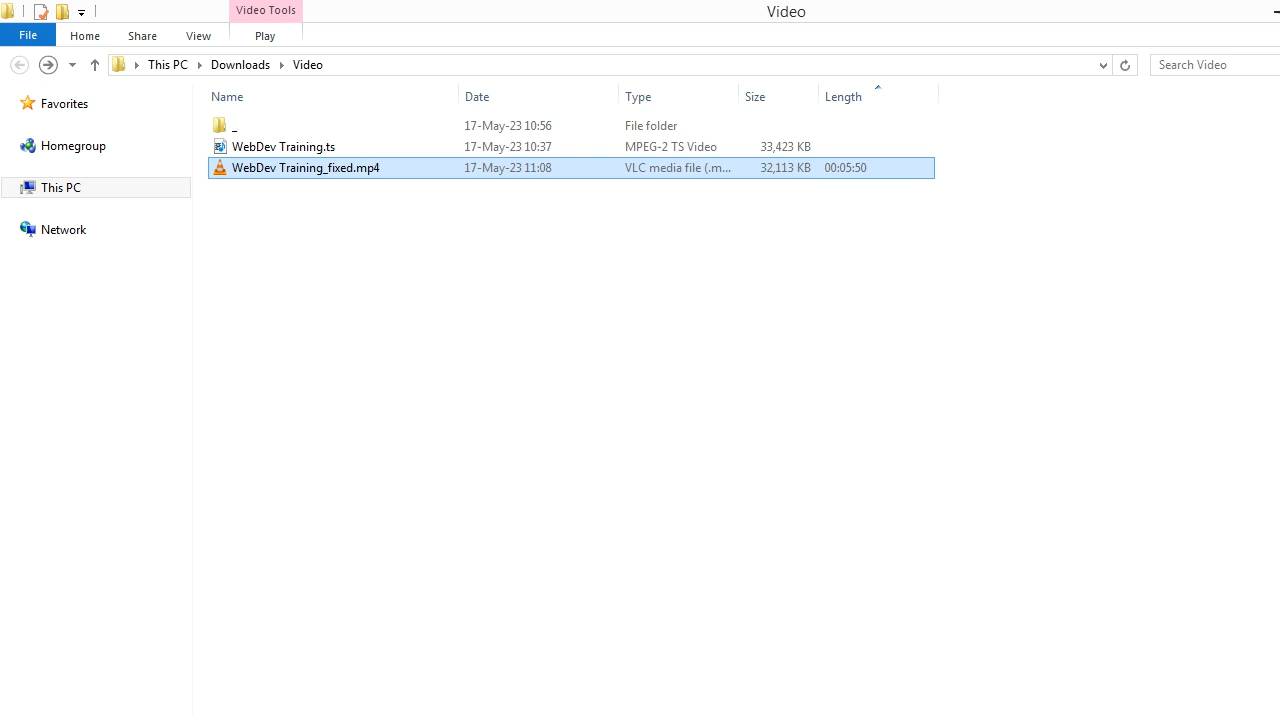 Video Tools
Video
File Home Share View Play
This PC Downloads Video
Search Video
Name Date Type Size Length
_ 17-May-23 10:56 File folder
WebDev Training.ts 17-May-23 10:37 MPEG-2 TS Video 33,423 KB
WebDev Training_fixed.mp4 17-May-23 11:08 VLC media file (.m... 32,113 KB 00:05:50
Favorites
Homegroup
This PC
Network